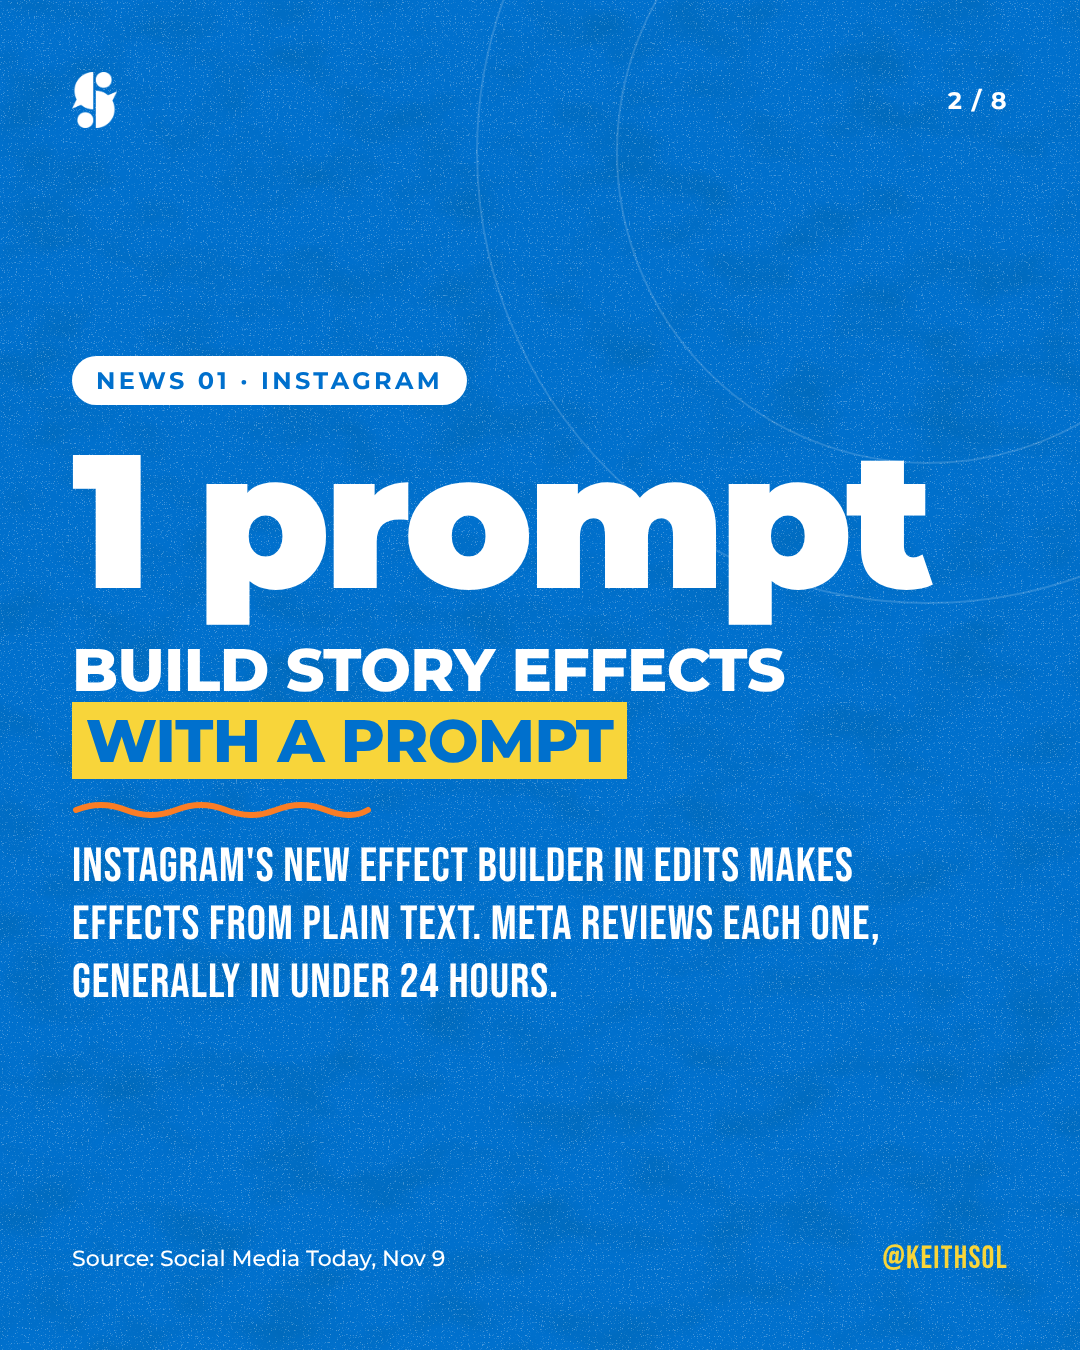 2 / 8
NEWS 01 · INSTAGRAM
1 prompt
BUILD STORY EFFECTS
WITH A PROMPT
INSTAGRAM'S NEW EFFECT BUILDER IN EDITS MAKES
EFFECTS FROM PLAIN TEXT. META REVIEWS EACH ONE,
GENERALLY IN UNDER 24 HOURS.
Source: Social Media Today, Nov 9
@KEITHSOL